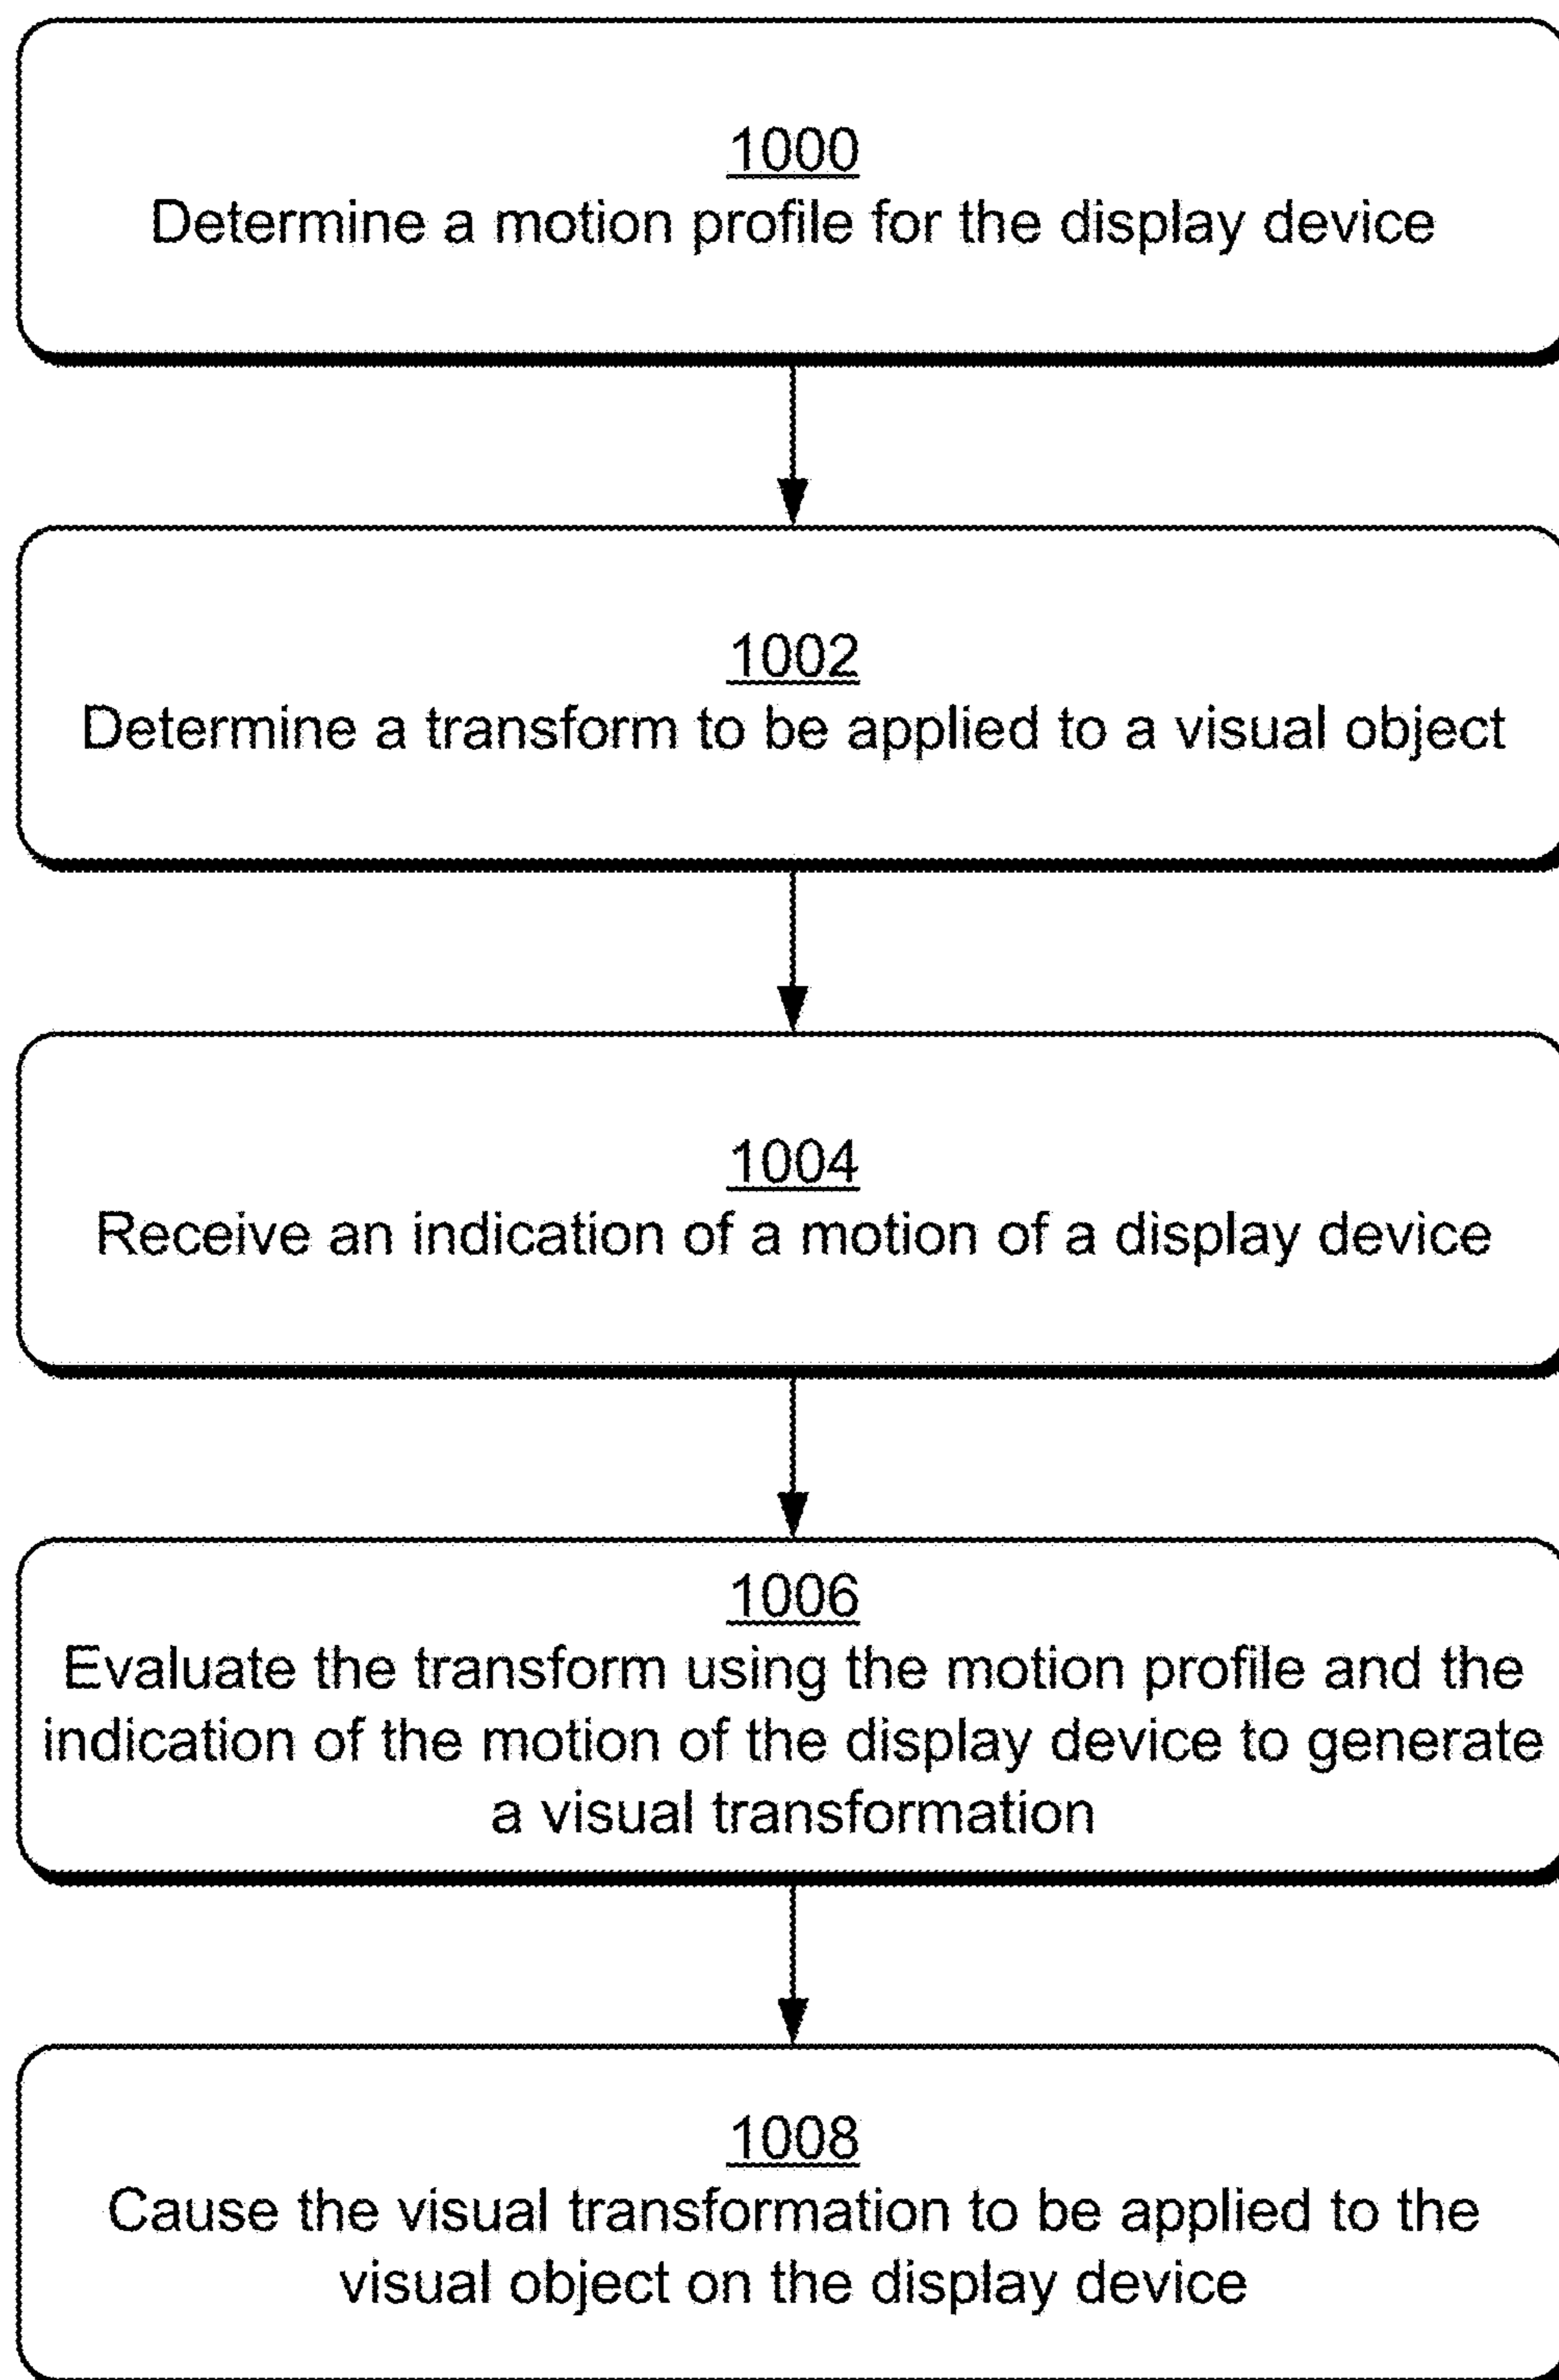 1000
Determine a motion profile for the display device
1002
Determine a transform to be applied to a visual object
1004
Receive an indication of a motion of a display device
1006
Evaluate the transform using the motion profile and the
indication of the motion of the display device to generate
a visual transformation
1008
Cause the visual transformation to be applied to the
visual object on the display device